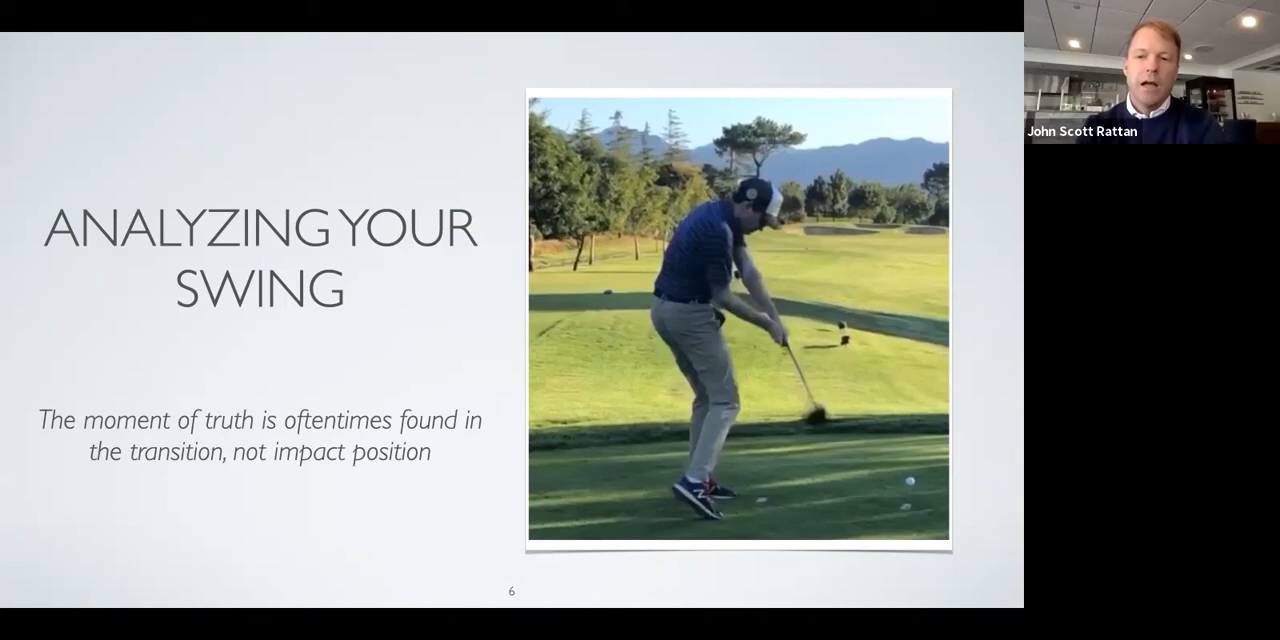 ANALYZING YOUR
SWING
The moment of truth is oftentimes found in
the transition, not impact position
6
John Scott Rattan